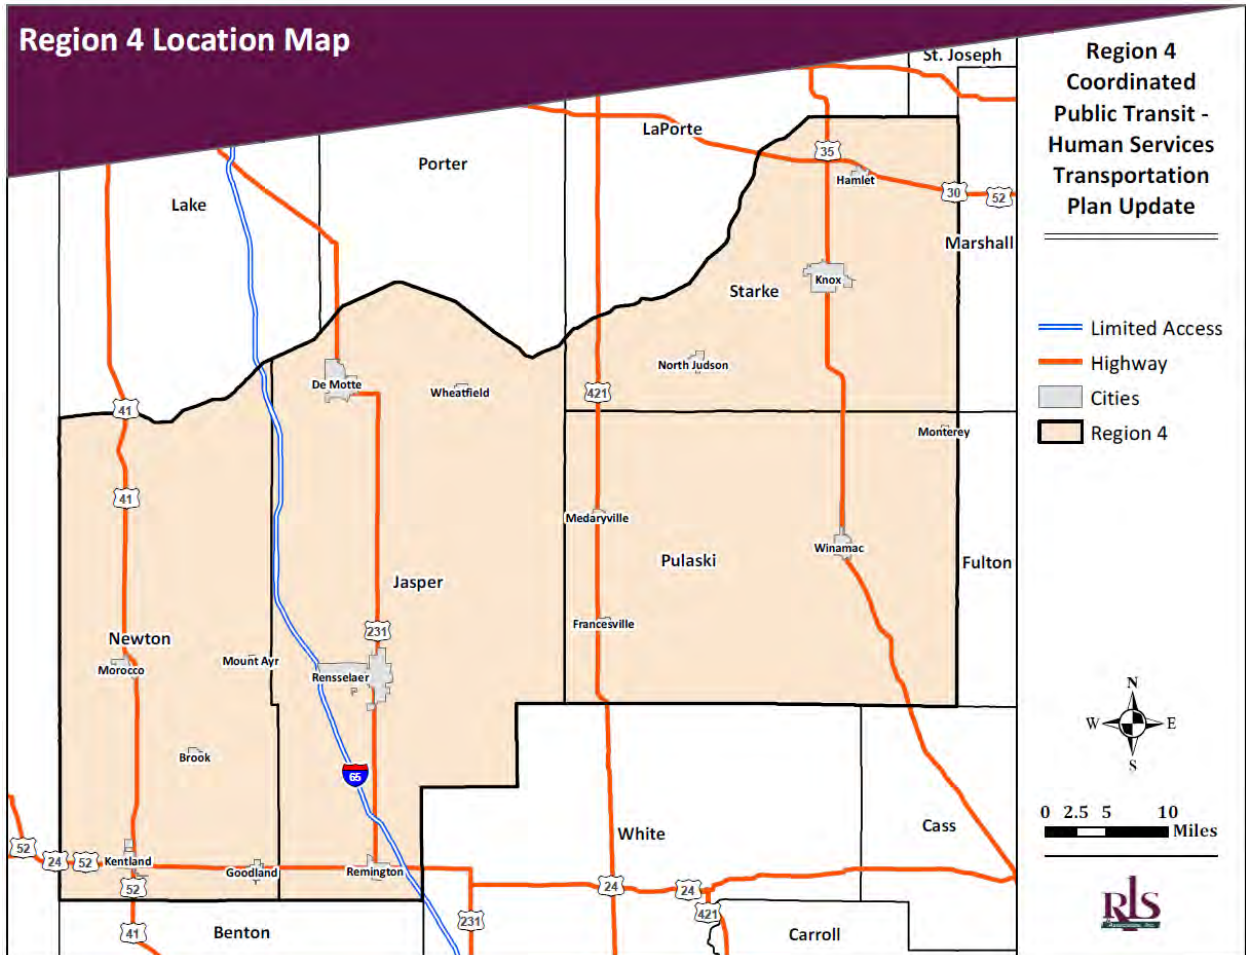 Region 4 Location Map
St. Joseph
LaPorte
Porter
Lake
35
Hamlet
30
52
Marshall
Knox
Starke
North Judson
De Motte
Wheatfield
421
41
Monterey
41
Medaryville
Winamac
Pulaski
Fulton
Jasper
Francesville
231
Newton
Mount Ayr
Morocco
Rensselaer
Brook
65
White
Cass
52
24
52
Kentland
Goodland
Remington
52
24
24
421
231
41
Benton
Carroll
Region 4
Coordinated
Public Transit -
Human Services
Transportation
Plan Update
Limited Access
Highway
Cities
Region 4
N
W E
S
0 2.5 5 10
Miles
RLS